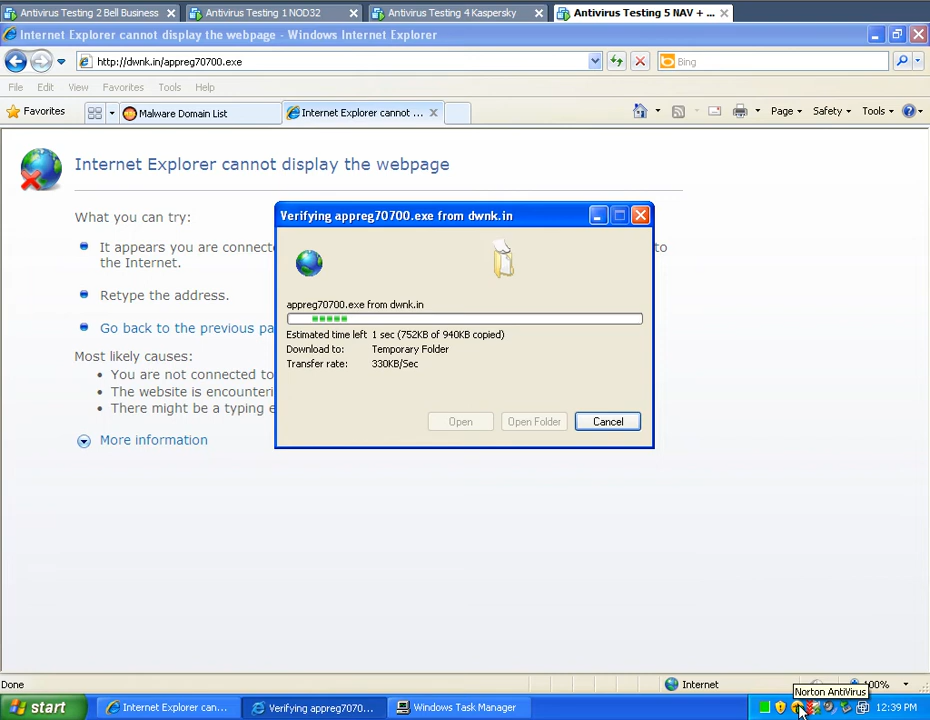 Antivirus Testing 2 Bell Business
Antivirus Testing 1 NOD32
Antivirus Testing 4 Kaspersky
Antivirus Testing 5 NAV + ...
Internet Explorer cannot display the webpage - Windows Internet Explorer
http://dwnk.in/appreg70700.exe
Bing
File Edit View Favorites Tools Help
Favorites
Malware Domain List
Internet Explorer cannot ...
Page
Safety
Tools
Internet Explorer cannot display the webpage
What you can try:
It appears you are connecte
to
the Internet.
Retype the address.
Go back to the previous pa
Most likely causes:
You are not connected to
The website is encounteri
There might be a typing e
More information
Verifying appreg70700.exe from dwnk.in
appreg70700.exe from dwnk.in
Estimated time left 1 sec (752KB of 940KB copied)
Download to: Temporary Folder
Transfer rate: 330KB/Sec
Open
Open Folder
Cancel
Done
Internet
100%
Norton AntiVirus
start
Internet Explorer can...
Verifying appreg7070...
Windows Task Manager
12:39 PM